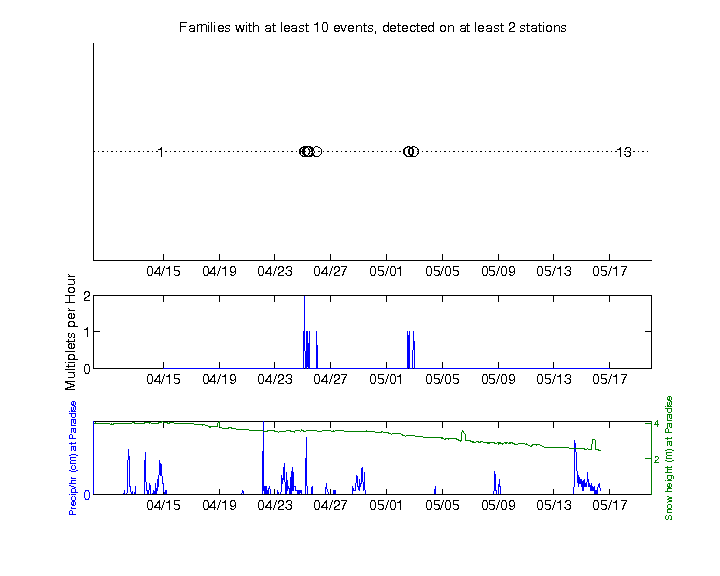 Families with at least 10 events, detected on at least 2 stations
1 13
04/15 04/19 04/23 04/27 05/01 05/05 05/09 05/13 05/17
Multiplets per Hour
2
1
0
04/15 04/19 04/23 04/27 05/01 05/05 05/09 05/13 05/17
Precip/hr (cm) at Paradise
0
4
2
Snow height (m) at Paradise
04/15 04/19 04/23 04/27 05/01 05/05 05/09 05/13 05/17